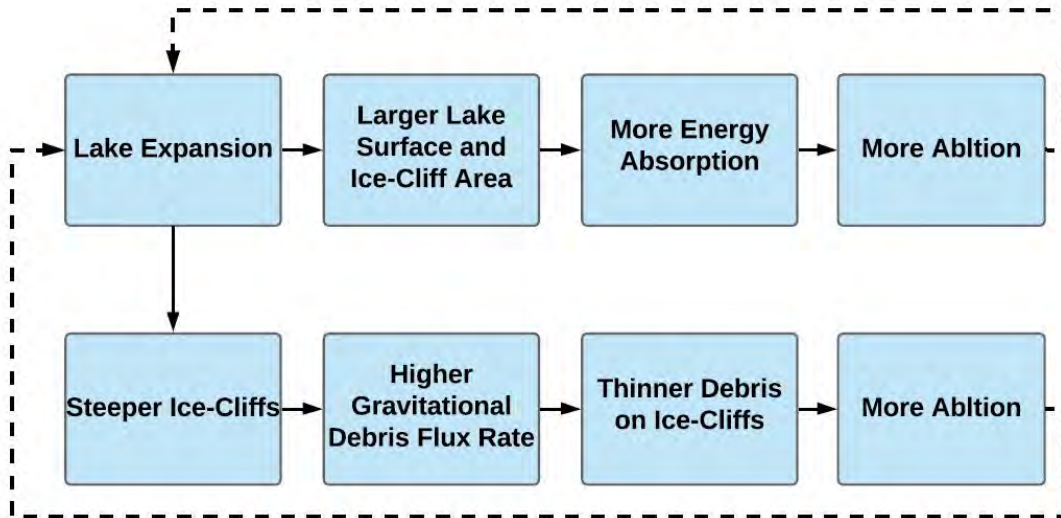 Lake Expansion
Larger Lake
Surface and
Ice-Cliff Area
More Energy
Absorption
More Abltion
Steeper Ice-Cliffs
Higher
Gravitational
Debris Flux Rate
Thinner Debris
on Ice-Cliffs
More Abltion